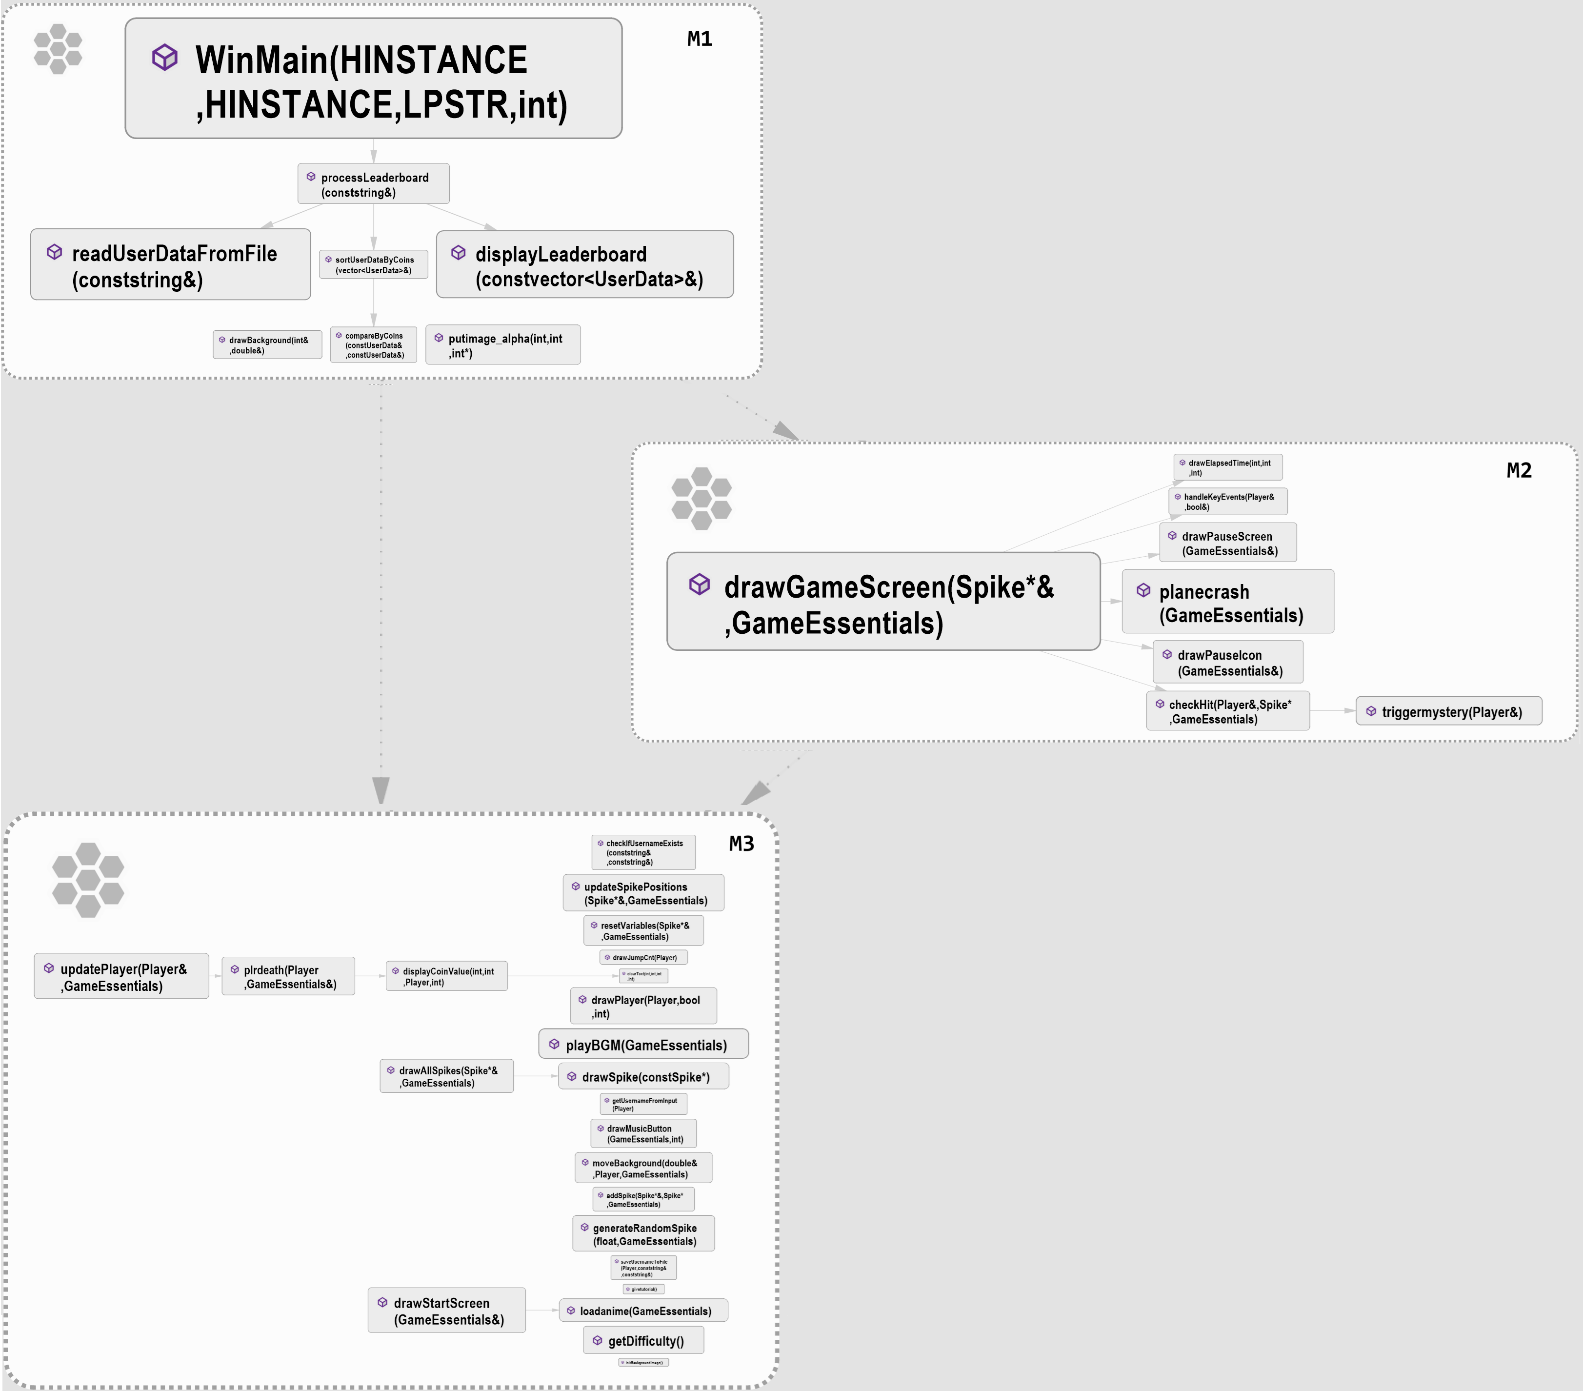 M1
WinMain(HINSTANCE
,HINSTANCE,LPSTR,int)
processLeaderboard
(conststring&)
readUserDataFromFile
(conststring&)
sortUserDataByCoins
(vector<UserData>&)
displayLeaderboard
(constvector<UserData>&)
drawBackground(int&
,double&)
compareByCoins
(constUserData&
,constUserData&)
putimage_alpha(int,int
,int*)
M2
drawElapsedTime(int,int
,int)
handleKeyEvents(Player&
,bool&)
drawPauseScreen
(GameEssentials&)
drawGameScreen(Spike*&
,GameEssentials)
planecrash
(GameEssentials)
drawPauseIcon
(GameEssentials&)
checkHit(Player&,Spike*
,GameEssentials)
triggermystery(Player&)
M3
checkIfUsernameExists
(conststring&
,conststring&)
updateSpikePositions
(Spike*&,GameEssentials)
resetVariables(Spike*&
,GameEssentials)
drawJumpCnt(Player)
updatePlayer(Player&
,GameEssentials)
plrdeath(Player
,GameEssentials&)
displayCoinValue(int,int
,Player,int)
drawPlayer(Player,bool
,int)
playBGM(GameEssentials)
drawAllSpikes(Spike*&
,GameEssentials)
drawSpike(constSpike*)
getUsernameFromInput
(Player)
drawMusicButton
(GameEssentials,int)
moveBackground(double&
,Player,GameEssentials)
addSpike(Spike*&,Spike*
,GameEssentials)
generateRandomSpike
(float,GameEssentials)
saveUsernameToFile
(Player,conststring&
,conststring&)
drawStartScreen
(GameEssentials&)
loadanime(GameEssentials)
getDifficulty()